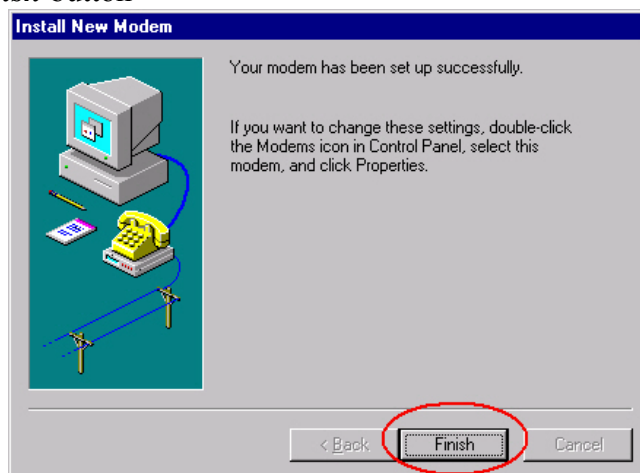 button
Install New Modem
Your modem has been set up successfully.
If you want to change these settings, double-click
the Modems icon in Control Panel, select this
modem, and click Properties.
< Back Finish Cancel